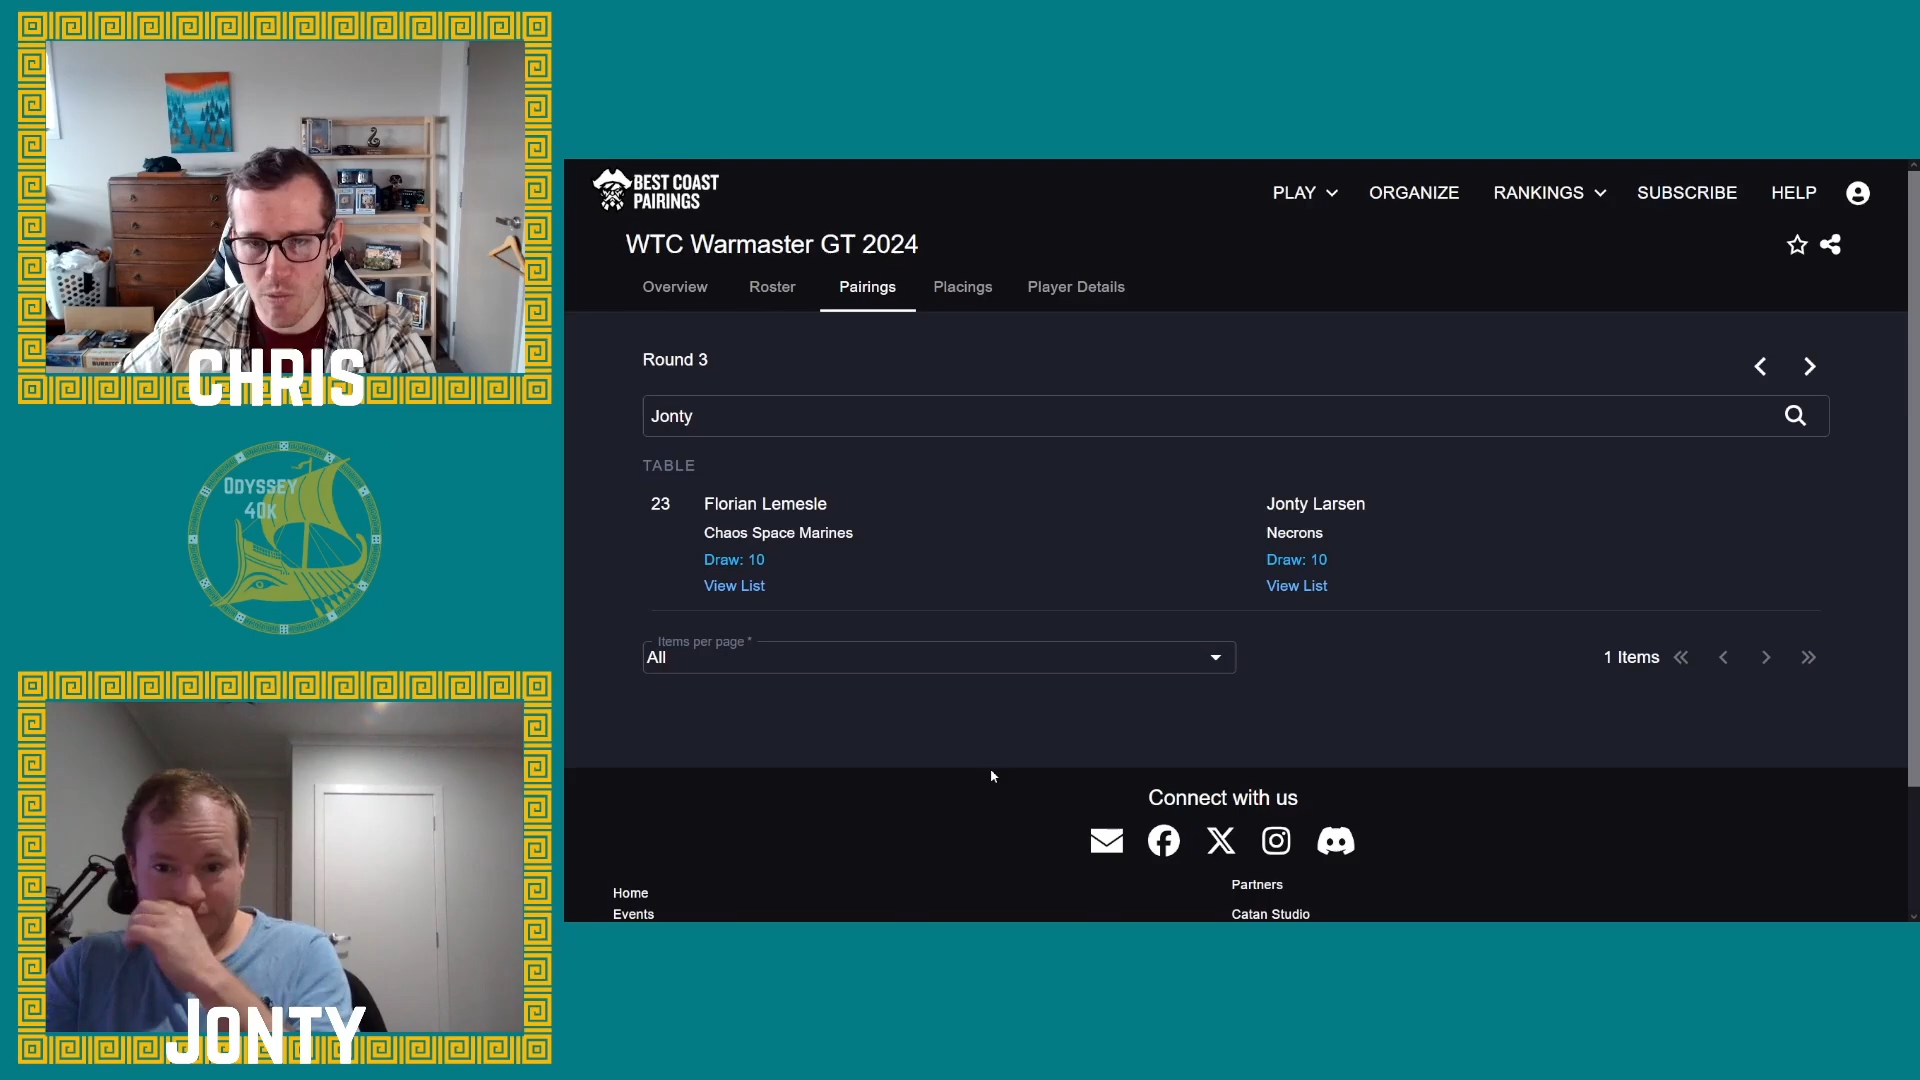 CHRIS
ODYSSEY
40K
JONTY
BEST COAST
PAIRINGS
PLAY
ORGANIZE
RANKINGS
SUBSCRIBE
HELP
WTC Warmaster GT 2024
Overview
Roster
Pairings
Placings
Player Details
Round 3
Jonty
TABLE
23
Florian Lemesle
Jonty Larsen
Chaos Space Marines
Necrons
Draw: 10
Draw: 10
View List
View List
Items per page *
All
1 Items
Connect with us
Home
Partners
Events
Catan Studio